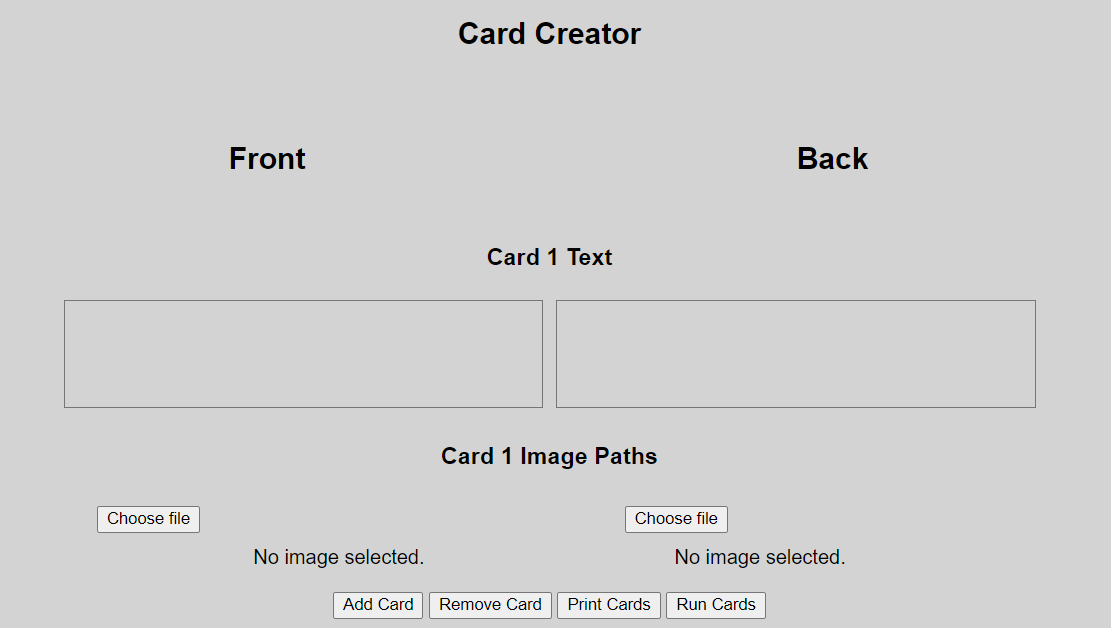 Card Creator
Front Back
Card 1 Text
Card 1 Image Paths
Choose file Choose file
No image selected. No image selected.
Add Card Remove Card Print Cards Run Cards